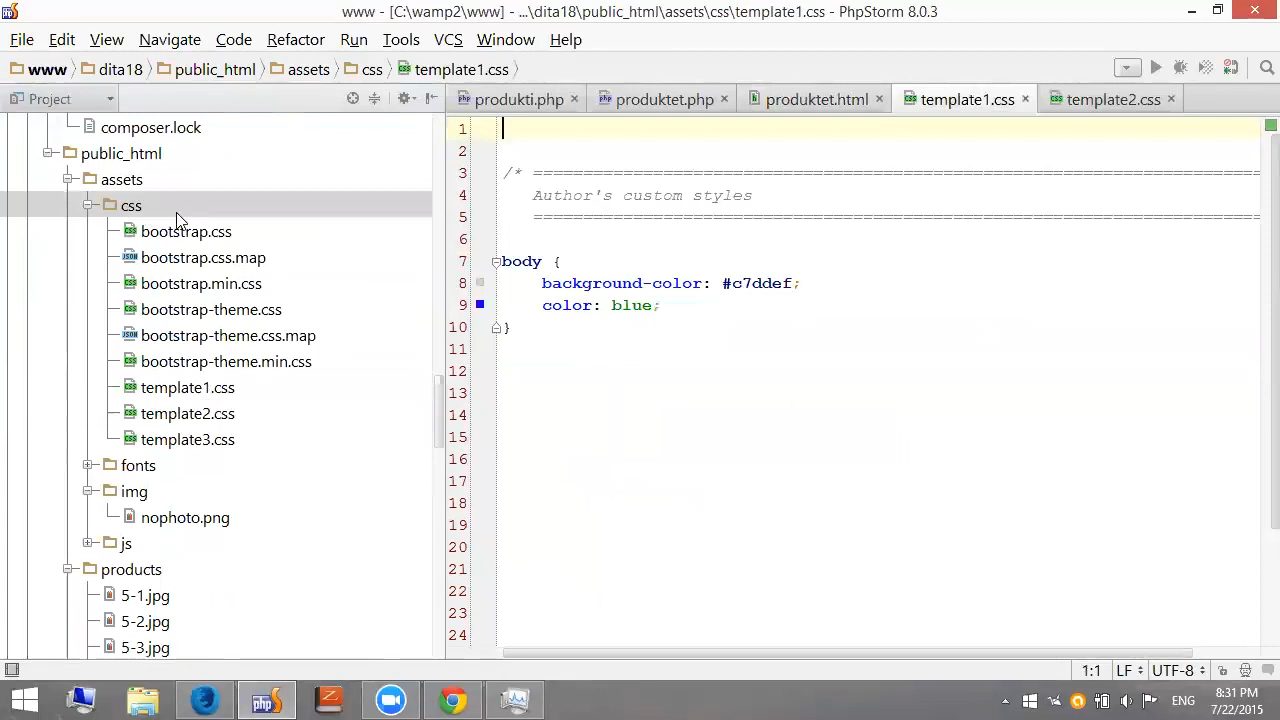 www - [C:\wamp2\www] - ...\dita18\public_html\assets\css\template1.css - PhpStorm 8.0.3
File Edit View Navigate Code Refactor Run Tools VCS Window Help
www dita18 public_html assets css template1.css
Project
produkti.php produktet.php produktet.html template1.css template2.css
composer.lock
public_html
assets
css
bootstrap.css
bootstrap.css.map
bootstrap.min.css
bootstrap-theme.css
bootstrap-theme.css.map
bootstrap-theme.min.css
template1.css
template2.css
template3.css
fonts
img
nophoto.png
js
products
5-1.jpg
5-2.jpg
5-3.jpg
1
2
3 /* =========================================================================
4 Author's custom styles
5 =========================================================================
6
7 body {
8 background-color: #c7ddef;
9 color: blue;
10 }
11
12
13
14
15
16
17
18
19
20
21
22
23
24
1:1 LF UTF-8
ENG
8:31 PM
7/22/2015